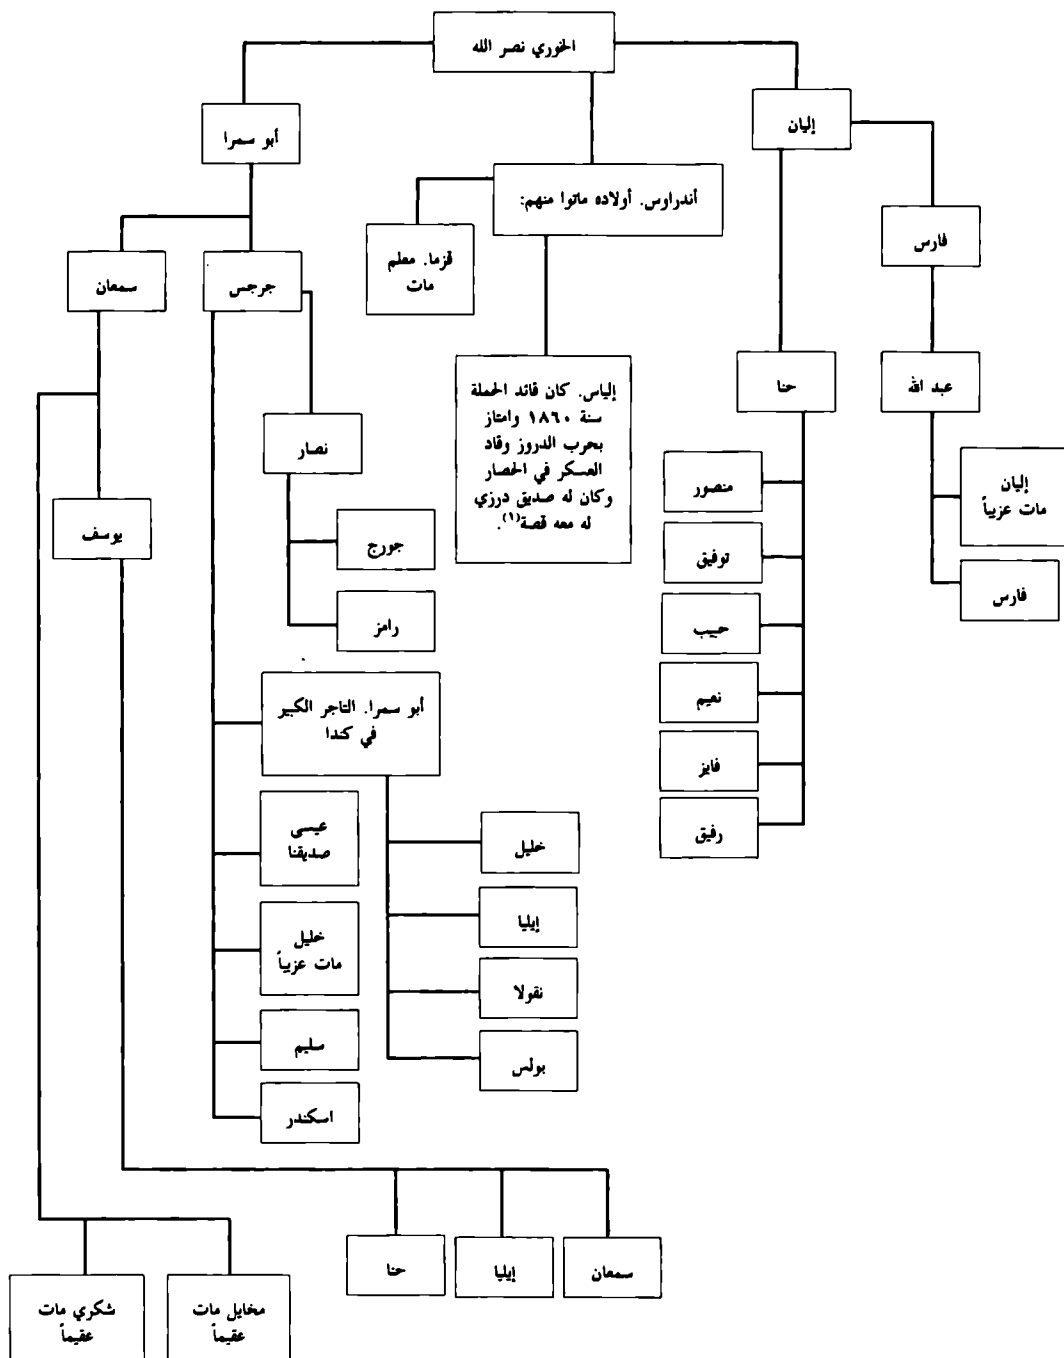 الخوري نصر الله
أبو سمرا
إليان
أندراوس. أولاده ماتوا منهم:
قزما. معلم
مات
فارس
سمعان
جرجس
حنا
عبد الله
إلياس. كان قائد الحملة
سنة ١٨٦٠ وامتاز
بحرب الدروز وقاد
العسكر في الحصار
وكان له صديق درزي
له معه قصة(١).
نصار
منصور
إليان
مات عزيباً
يوسف
جورج
توفيق
فارس
رامز
حبيب
نعيم
أبو سمرا. التاجر الكبير
في كندا
فايز
رفيق
عيسى
صديقنا
خليل
إيليا
خليل
مات عزيباً
نقولا
سليم
بولس
اسكندر
حنا
إيليا
سمعان
شكري مات
عقيماً
مخايل مات
عقيماً